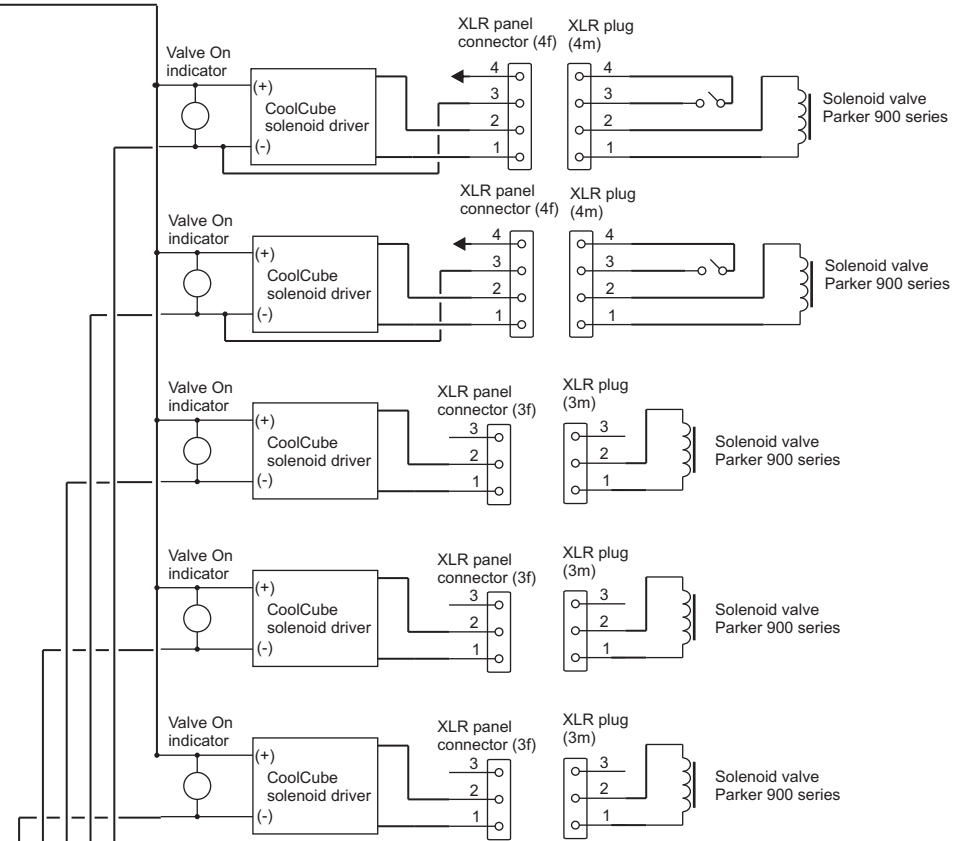 XLR panel
connector (4f)
XLR plug
(4m)
Valve On
indicator
(+)
CoolCube
solenoid driver
(-)
4
3
2
1
4
3
2
1
Solenoid valve
Parker 900 series
XLR panel
connector (4f)
XLR plug
(4m)
Valve On
indicator
(+)
CoolCube
solenoid driver
(-)
4
3
2
1
4
3
2
1
Solenoid valve
Parker 900 series
Valve On
indicator
(+)
CoolCube
solenoid driver
(-)
XLR panel
connector (3f)
3
2
1
XLR plug
(3m)
3
2
1
Solenoid valve
Parker 900 series
Valve On
indicator
(+)
CoolCube
solenoid driver
(-)
XLR panel
connector (3f)
3
2
1
XLR plug
(3m)
3
2
1
Solenoid valve
Parker 900 series
Valve On
indicator
(+)
CoolCube
solenoid driver
(-)
XLR panel
connector (3f)
3
2
1
XLR plug
(3m)
3
2
1
Solenoid valve
Parker 900 series